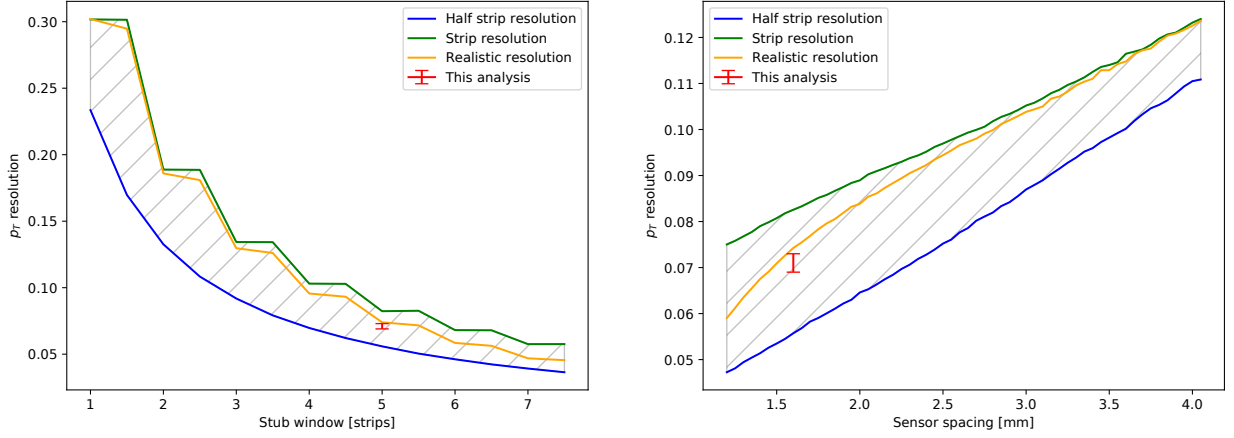 0.30
0.25
0.20
0.15
0.10
0.05
p_T resolution
1 2 3 4 5 6 7
Stub window [strips]
Half strip resolution
Strip resolution
Realistic resolution
This analysis
0.12
0.11
0.10
0.09
0.08
0.07
0.06
0.05
p_T resolution
1.5 2.0 2.5 3.0 3.5 4.0
Sensor spacing [mm]
Half strip resolution
Strip resolution
Realistic resolution
This analysis